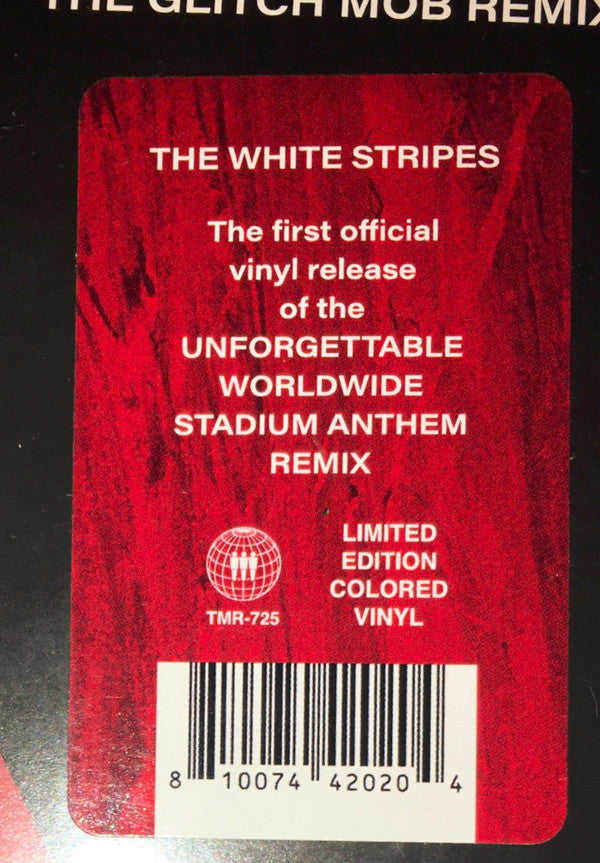 THE GLITCH MOB REMIX
THE WHITE STRIPES
The first official
vinyl release
of the
UNFORGETTABLE
WORLDWIDE
STADIUM ANTHEM
REMIX
TMR-725
LIMITED
EDITION
COLORED
VINYL
8 10074 42020 4